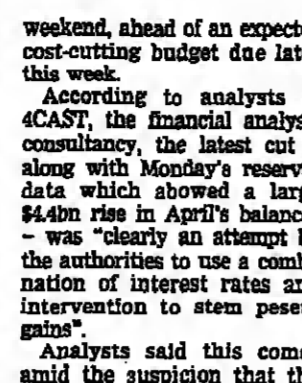 weekend, ahead of an expect
cost-cutting budget due lat
this week.
According to analysts
4CAST, the financial analys
consultancy, the latest cut
along with Monday's reserv
data which abowed a larg
$4.4bn rise in April's balanc
– was "clearly an attempt b
the authorities to use a comb
nation of interest rates an
intervention to stem peset
gains".
Analysts said this com
amid the suspicion that th